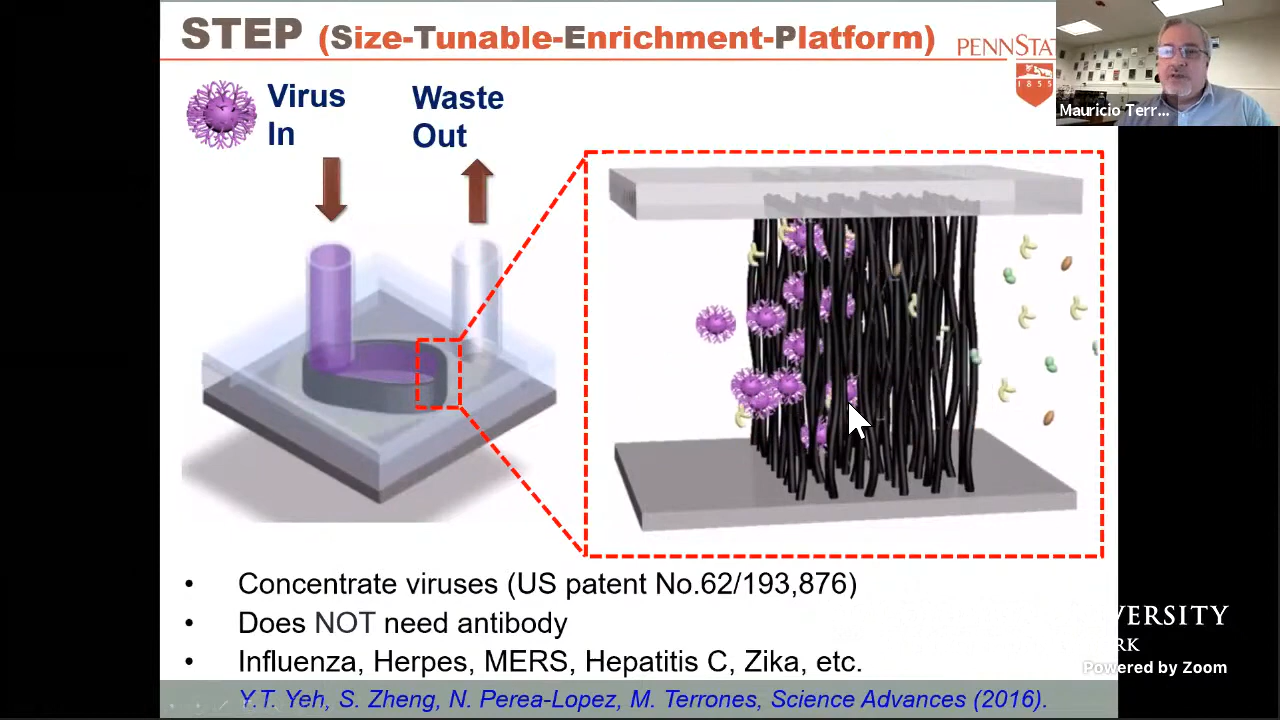 STEP (Size-Tunable-Enrichment-Platform)
PENNSTAT
1855
Mauricio Terr...
Virus
In
Waste
Out
• Concentrate viruses (US patent No.62/193,876)
• Does NOT need antibody
• Influenza, Herpes, MERS, Hepatitis C, Zika, etc.
Y.T. Yeh, S. Zheng, N. Perea-Lopez, M. Terrones, Science Advances (2016).
VERSITY
RK
Powered by Zoom